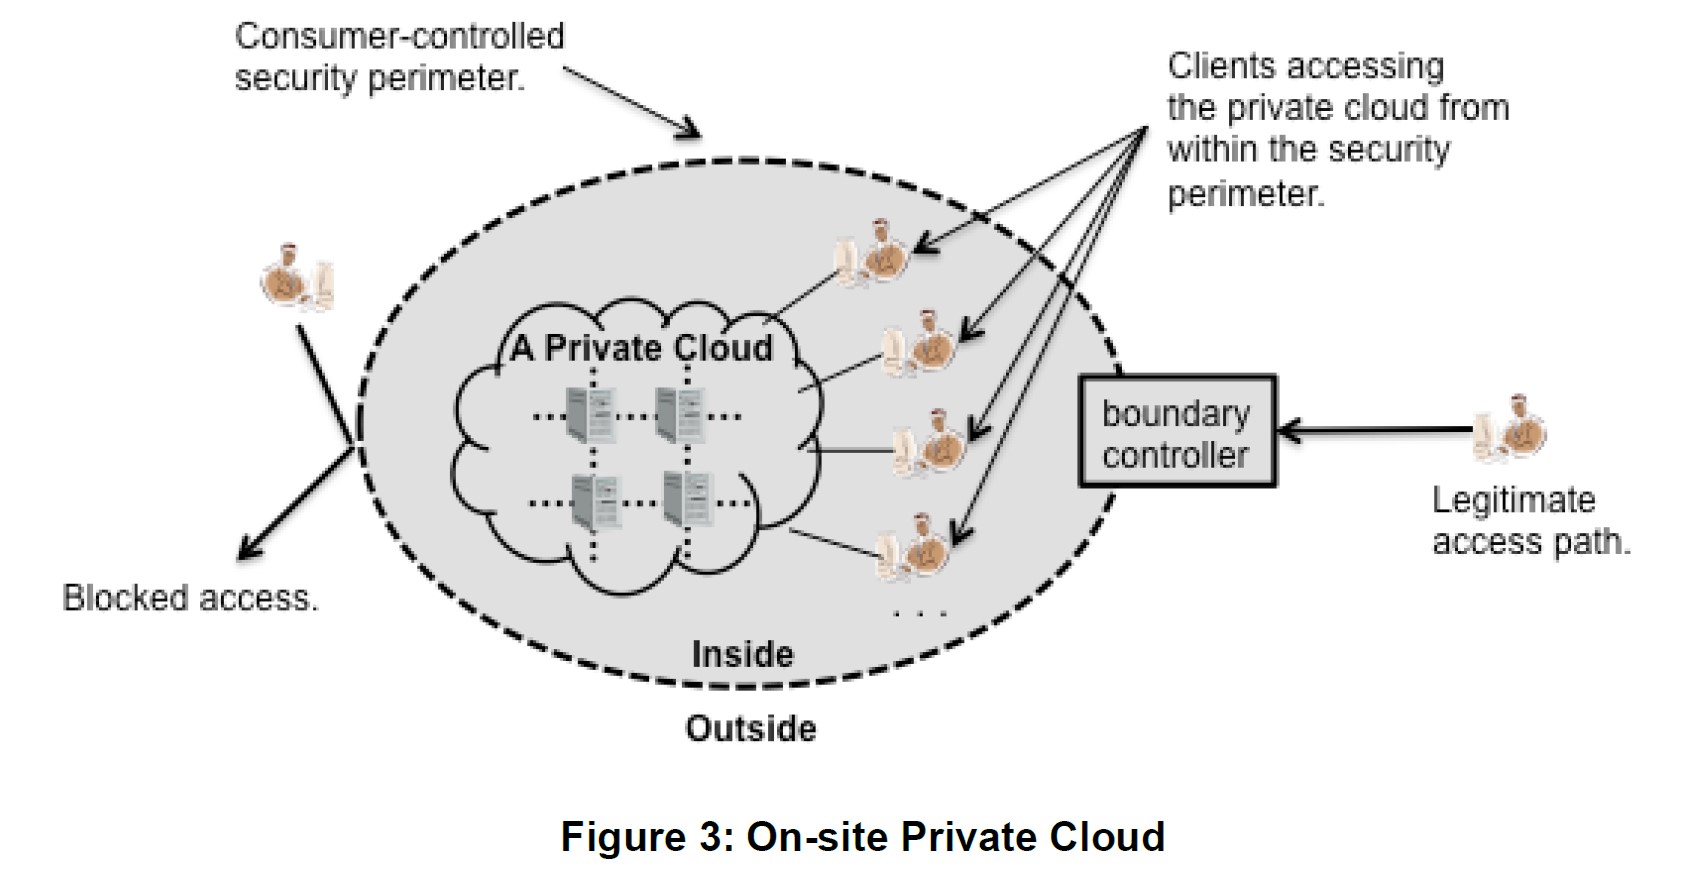 Consumer-controlled
security perimeter.
Clients accessing
the private cloud from
within the security
perimeter.
A Private Cloud
boundary
controller
Legitimate
access path.
Blocked access.
. . .
Inside
Outside
Figure 3: On-site Private Cloud